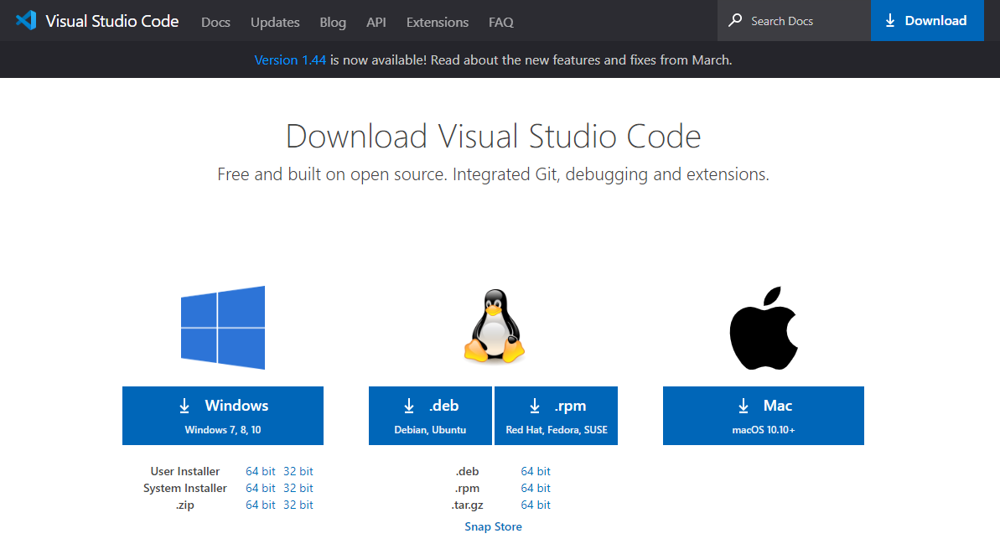 Visual Studio Code Docs Updates Blog API Extensions FAQ Search Docs Download
Version 1.44 is now available! Read about the new features and fixes from March.
Download Visual Studio Code
Free and built on open source. Integrated Git, debugging and extensions.
Windows
Windows 7, 8, 10
.deb
Debian, Ubuntu
.rpm
Red Hat, Fedora, SUSE
Mac
macOS 10.10+
User Installer 64 bit 32 bit
System Installer 64 bit 32 bit
.zip 64 bit 32 bit
.deb 64 bit
.rpm 64 bit
.tar.gz 64 bit
Snap Store